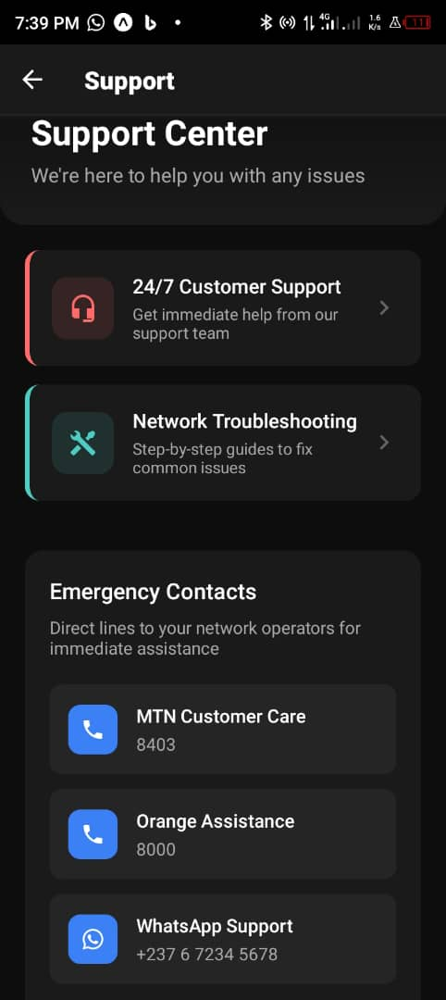 7:39 PM
4G
1.6
K/s
11
Support
Support Center
We're here to help you with any issues
24/7 Customer Support
Get immediate help from our
support team
Network Troubleshooting
Step-by-step guides to fix
common issues
Emergency Contacts
Direct lines to your network operators for
immediate assistance
MTN Customer Care
8403
Orange Assistance
8000
WhatsApp Support
+237 6 7234 5678